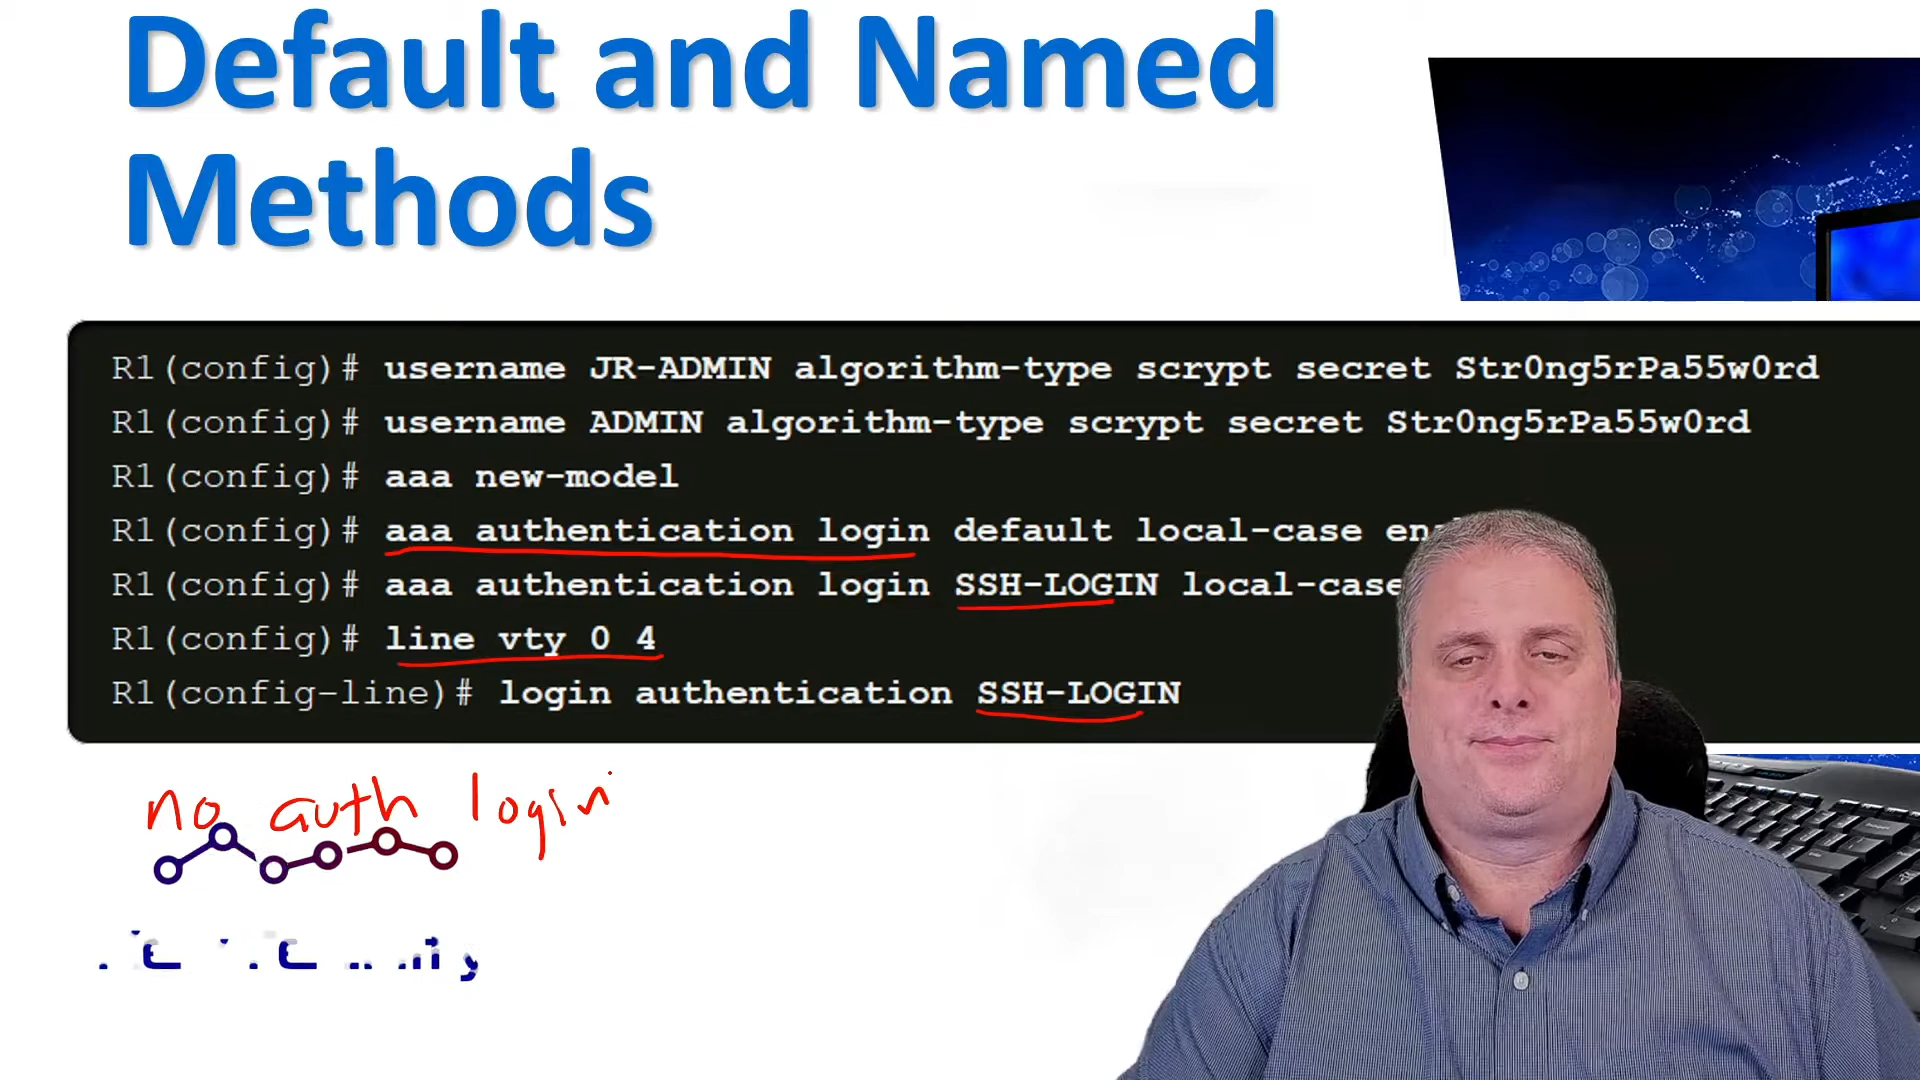 Default and Named
Methods
R1(config)# username JR-ADMIN algorithm-type scrypt secret Str0ng5rPa55w0rd
R1(config)# username ADMIN algorithm-type scrypt secret Str0ng5rPa55w0rd
R1(config)# aaa new-model
R1(config)# aaa authentication login default local-case
R1(config)# aaa authentication login SSH-LOGIN local-case
R1(config)# line vty 0 4
R1(config-line)# login authentication SSH-LOGIN
no auth login